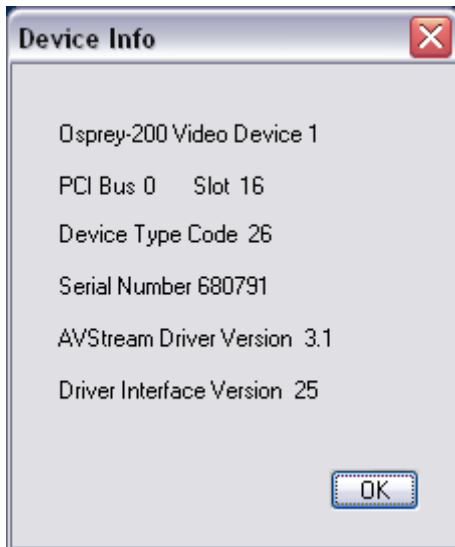 Device Info
Osprey-200 Video Device 1
PCI Bus 0 Slot 16
Device Type Code 26
Serial Number 680791
AVStream Driver Version 3.1
Driver Interface Version 25
OK